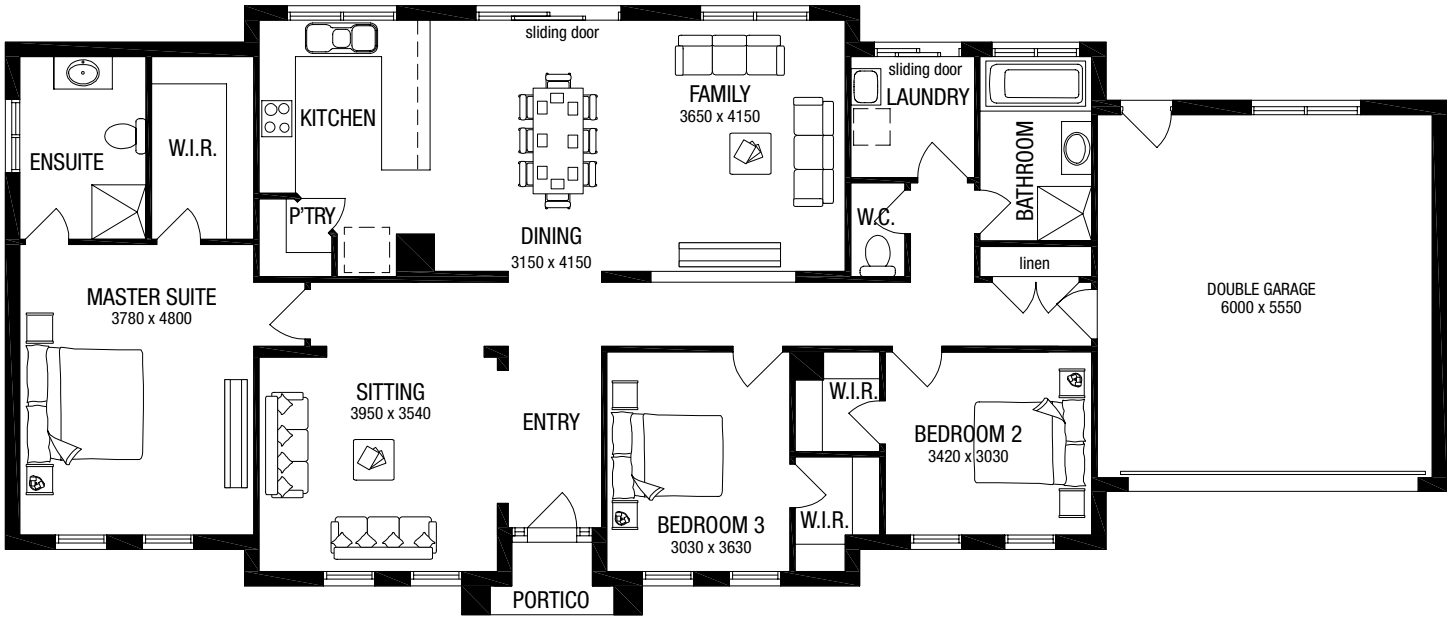 sliding door
KITCHEN
FAMILY
3650 x 4150
sliding door
LAUNDRY
ENSUITE
W.I.R.
BATHROOM
P'TRY
W.C.
DINING
3150 x 4150
linen
MASTER SUITE
3780 x 4800
DOUBLE GARAGE
6000 x 5550
SITTING
3950 x 3540
ENTRY
W.I.R.
BEDROOM 2
3420 x 3030
BEDROOM 3
3030 x 3630
W.I.R.
PORTICO